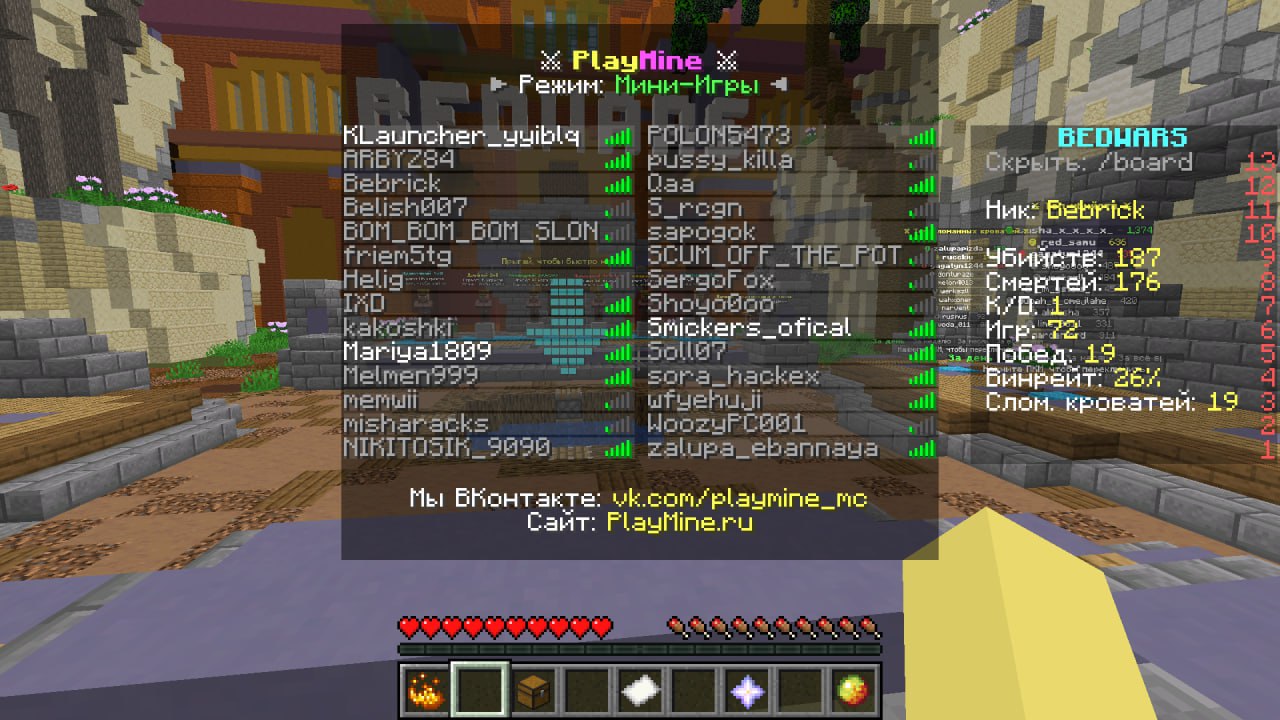 PlayMine
Режим: Мини-Игры
KLauncher_yyiblq
ARBYZ84
Bebrick
Belish007
BOM_BOM_BOM_SLON
friem5tg
Helig
IXD
kakoshki
Mariya1809
Melmen999
memwii
misharacks
NIKITOSIK_9090
POLON5473
pussy_killa
Qaa
S_rcgn
sapogok
SCUM_OFF_THE_POT
SergoFox
Shoyo0oo
Smickers_ofical
Soll07
sora_hackex
wfyehuji
WoozyPC001
zalupa_ebannaya
Мы ВКонтакте: vk.com/playmine_mc
Сайт: PlayMine.ru
BEDWARS
Скрыть: /board 13
12
Ник: Bebrick 11
10
Убийств: 187 9
Смертей: 176 8
K/D: 1 7
Игр: 72 6
Побед: 19 5
Винрейт: 26% 4
Слом. кроватей: 19 3
2
1
BEDWARS